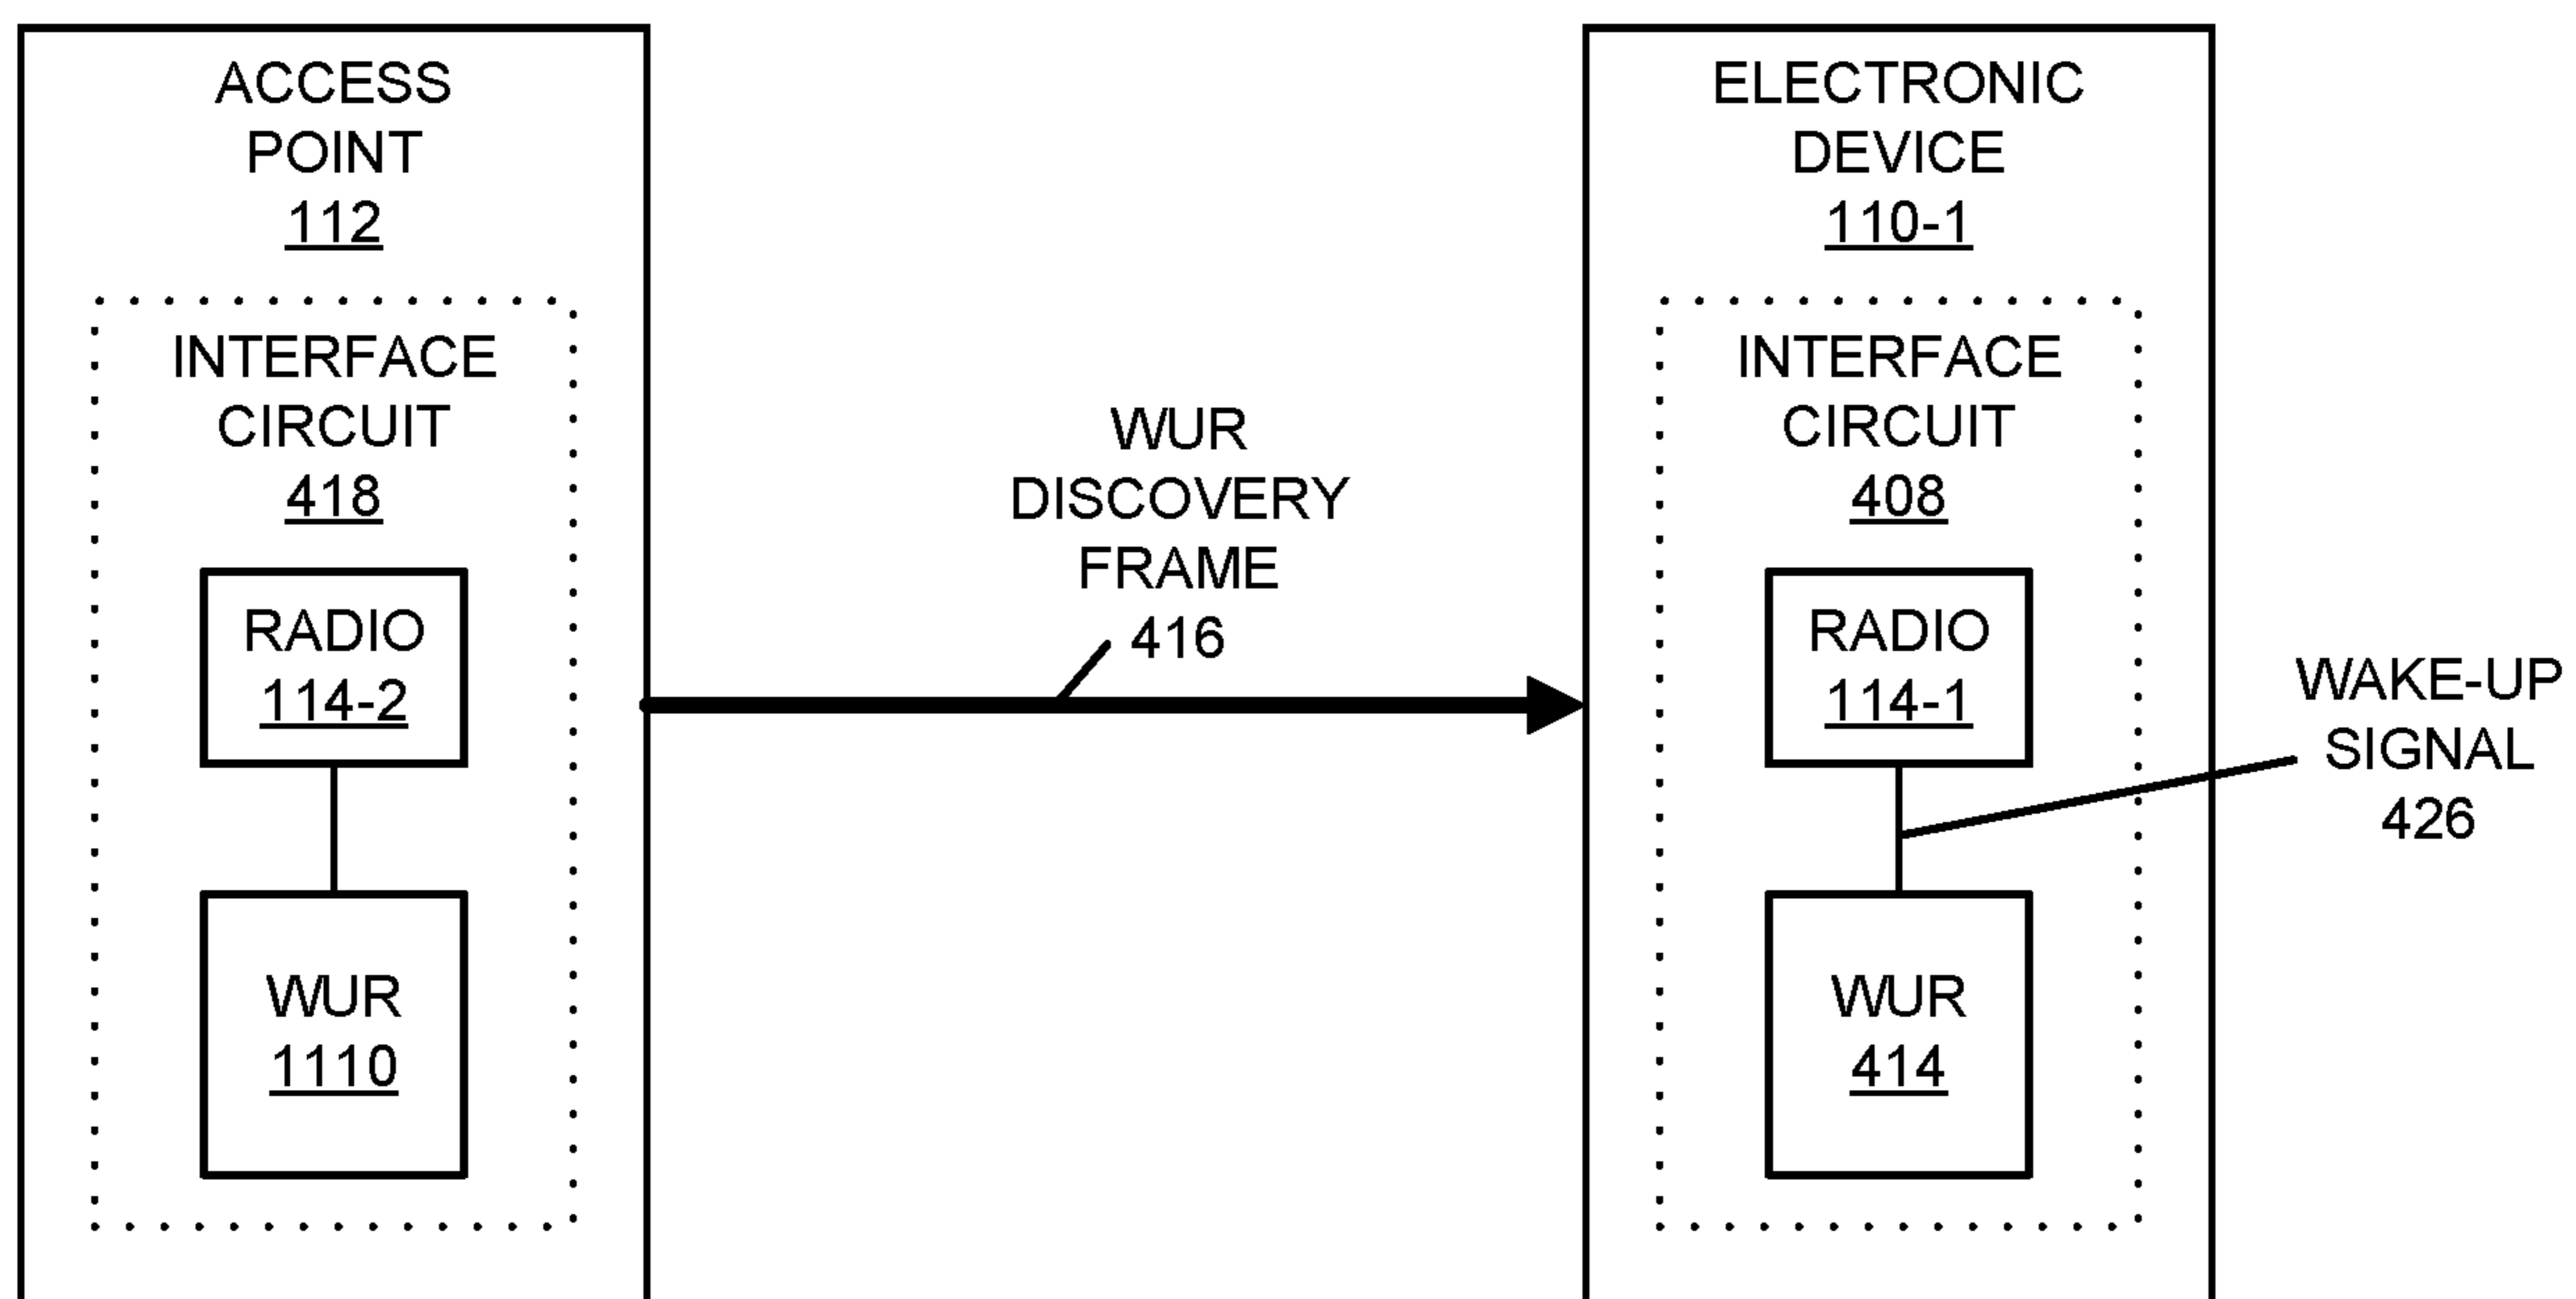 ACCESS
POINT
112
INTERFACE
CIRCUIT
418
RADIO
114-2
WUR
1110
WUR
DISCOVERY
FRAME
416
ELECTRONIC
DEVICE
110-1
INTERFACE
CIRCUIT
408
RADIO
114-1
WUR
414
WAKE-UP
SIGNAL
426